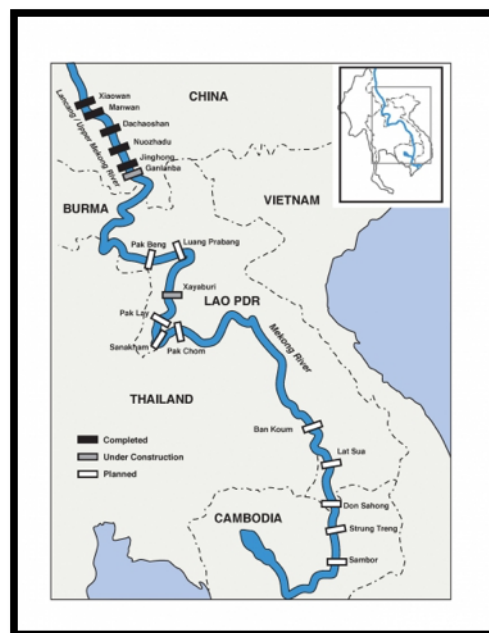 Xiaowan
CHINA
Manwan
Lancang / Upper Mekong River
Dachaoshan
Nuozhadu
Jinghong
Ganlanba
BURMA
VIETNAM
Pak Beng
Luang Prabang
Xayaburi
LAO PDR
Pak Lay
Mekong River
Sanakham
Pak Chom
THAILAND
Ban Koum
Completed
Lat Sua
Under Construction
Planned
Don Sahong
CAMBODIA
Strung Treng
Sambor